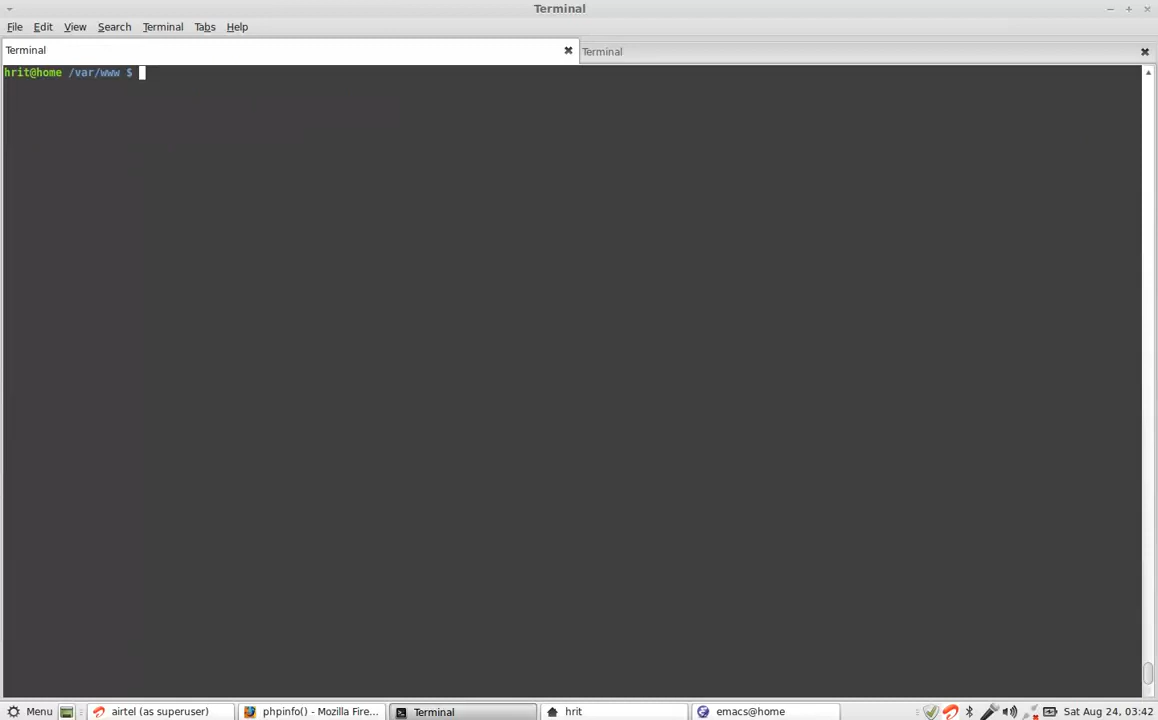 Terminal
File Edit View Search Terminal Tabs Help
Terminal Terminal
hrit@home /var/www $
Menu airtel (as superuser) phpinfo() - Mozilla Fire... Terminal hrit emacs@home Sat Aug 24, 03:42